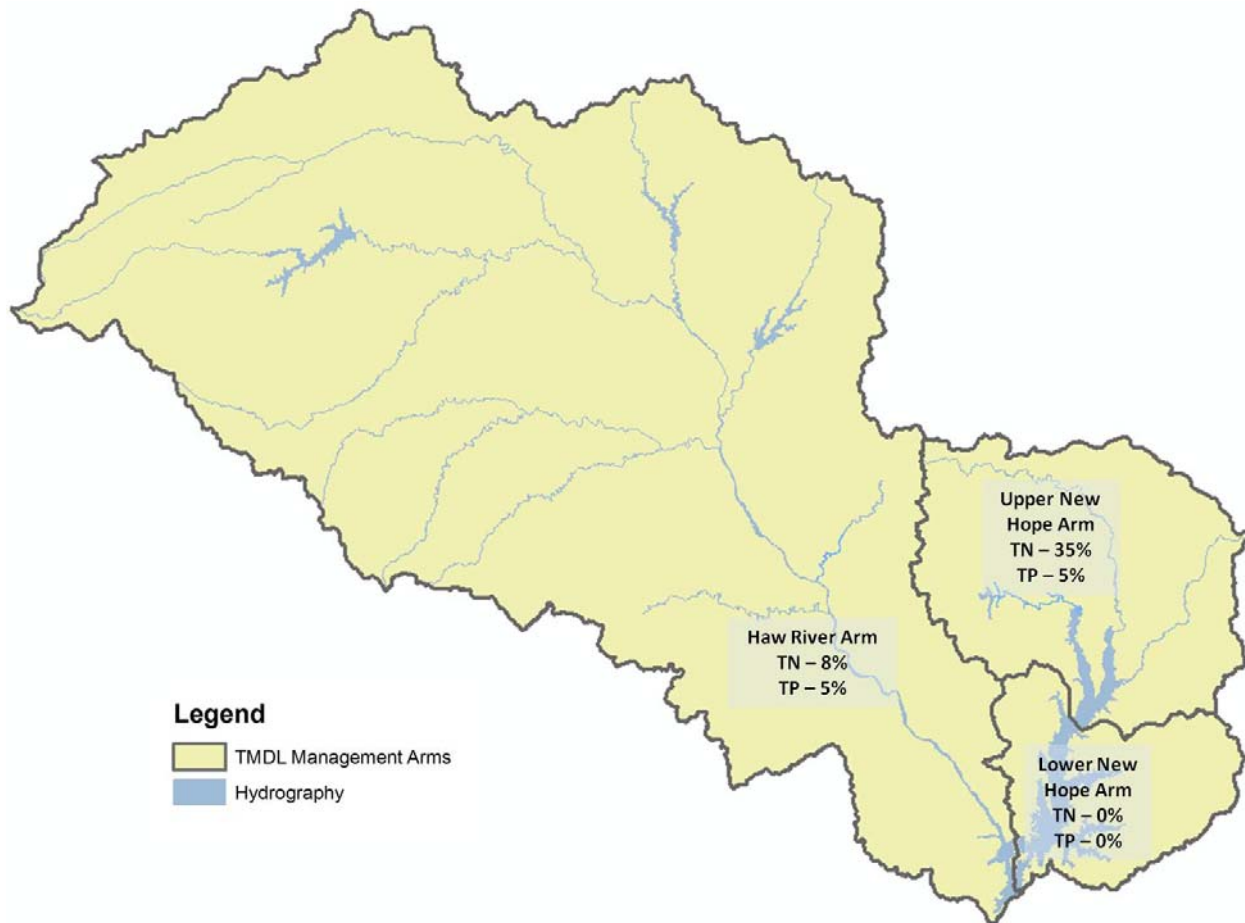 Upper New
Hope Arm
TN – 35%
TP – 5%
Haw River Arm
TN – 8%
TP – 5%
Lower New
Hope Arm
TN – 0%
TP – 0%
Legend
TMDL Management Arms
Hydrography